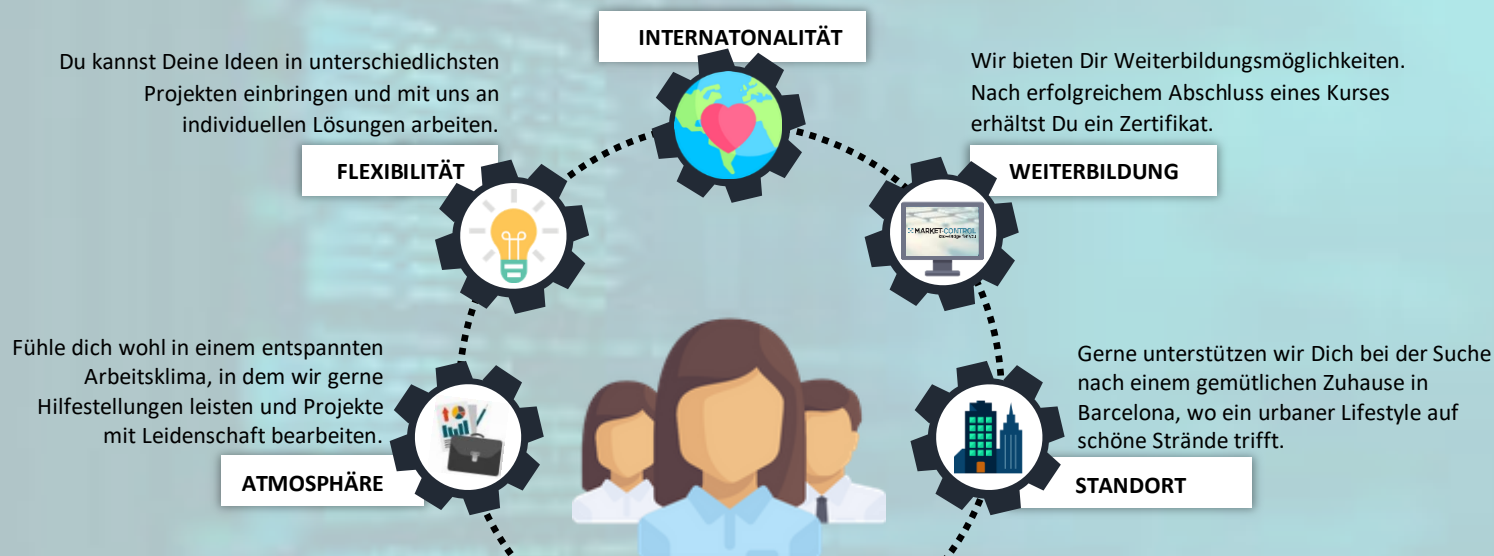 INTERNATONALITÄT
Du kannst Deine Ideen in unterschiedlichsten
Projekten einbringen und mit uns an
individuellen Lösungen arbeiten.
FLEXIBILITÄT
Wir bieten Dir Weiterbildungsmöglichkeiten.
Nach erfolgreichem Abschluss eines Kurses
erhältst Du ein Zertifikat.
WEITERBILDUNG
MARKET-CONTROL
Fühle dich wohl in einem entspannten
Arbeitsklima, in dem wir gerne
Hilfestellungen leisten und Projekte
mit Leidenschaft bearbeiten.
ATMOSPHÄRE
Gerne unterstützen wir Dich bei der Suche
nach einem gemütlichen Zuhause in
Barcelona, wo ein urbaner Lifestyle auf
schöne Strände trifft.
STANDORT